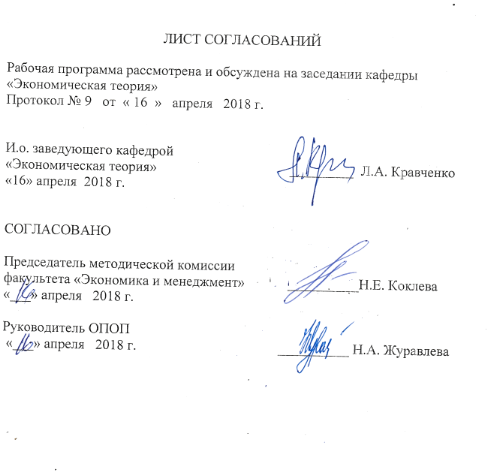 ЛИСТ СОГЛАСОВАНИЙ
Рабочая программа рассмотрена и обсуждена на заседании кафедры
«Экономическая теория»
Протокол № 9 от « 16 » апреля 2018 г.
И.о. заведующего кафедрой
«Экономическая теория» Л.А. Кравченко
«16» апреля 2018 г.
СОГЛАСОВАНО
Председатель методической комиссии
факультета «Экономика и менеджмент» Н.Е. Коклева
«16» апреля 2018 г.
Руководитель ОПОП
«16» апреля 2018 г. Н.А. Журавлева